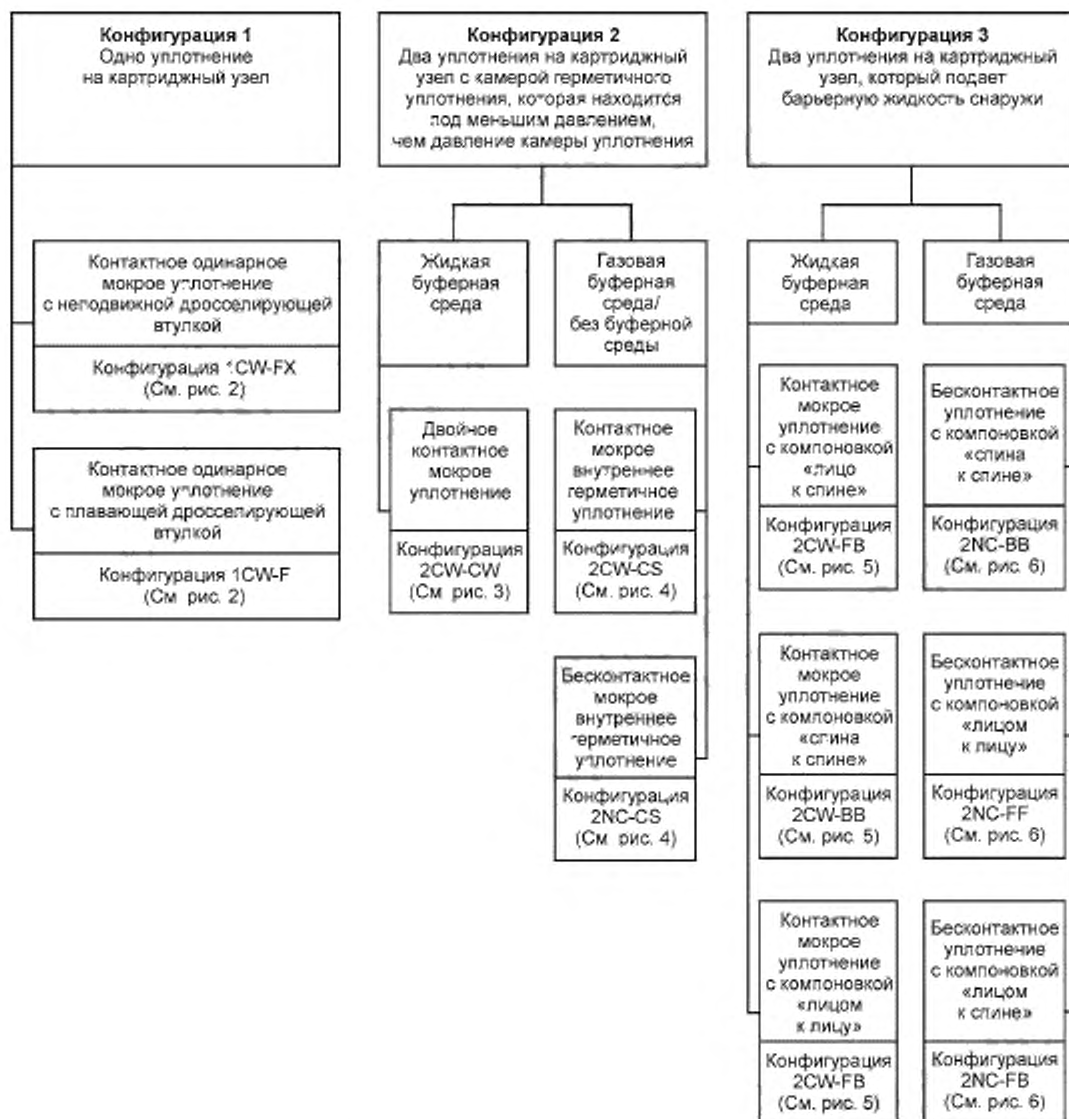 Конфигурация 1
Одно уплотнение
на картриджный узел
Контактное одинарное
мокрое уплотнение
с неподвижной дросселирующей
втулкой
Конфигурация 1CW-FX
(См. рис. 2)
Контактное одинарное
мокрое уплотнение
с плавающей дросселирующей
втулкой
Конфигурация 1CW-F
(См рис. 2)
Конфигурация 2
Два уплотнения на картриджный
узел с камерой герметичного
уплотнения, которая находится
под меньшим давлением,
чем давление камеры уплотнения
Жидкая
буферная
среда
Двойное
контактное
мокрое
уплотнение
Конфигурация
2CW-CW
(См рис. 3)
Газовая
буферная
среда/
без буферной
среды
Контактное
мокрое
внутреннее
герметичное
уплотнение
Конфигурация
2CW-CS
(См. рис. 4)
Бесконтактное
мокрое
внутреннее
герметичное
уплотнение
Конфигурация
2NC-CS
(См рис. 4)
Конфигурация 3
Два уплотнения на картриджный
узел, который подает
барьерную жидкость снаружи
Жидкая
буферная
среда
Контактное
мокрое
уплотнение
с компоновкой
«лицо
к спине»
Конфигурация
2CW-FB
(См. рис. 5)
Контактное
мокрое
уплотнение
с компоновкой
«спина
к спине»
Конфигурация
2CW-BB
(См. рис. 5)
Контактное
мокрое
уплотнение
с компоновкой
«лицом
к лицу»
Конфигурация
2CW-FB
(См. рис. 5)
Газовая
буферная
среда
Бесконтактное
уплотнение
с компоновкой
«спина
к спине»
Конфигурация
2NC-BB
(См. рис. 6)
Бесконтактное
уплотнение
с компоновкой
«лицом
к лицу»
Конфигурация
2NC-FF
(См. рис. 6)
Бесконтактное
уплотнение
с компоновкой
«лицом
к спине»
Конфигурация
2NC-FB
(См. рис. 6)